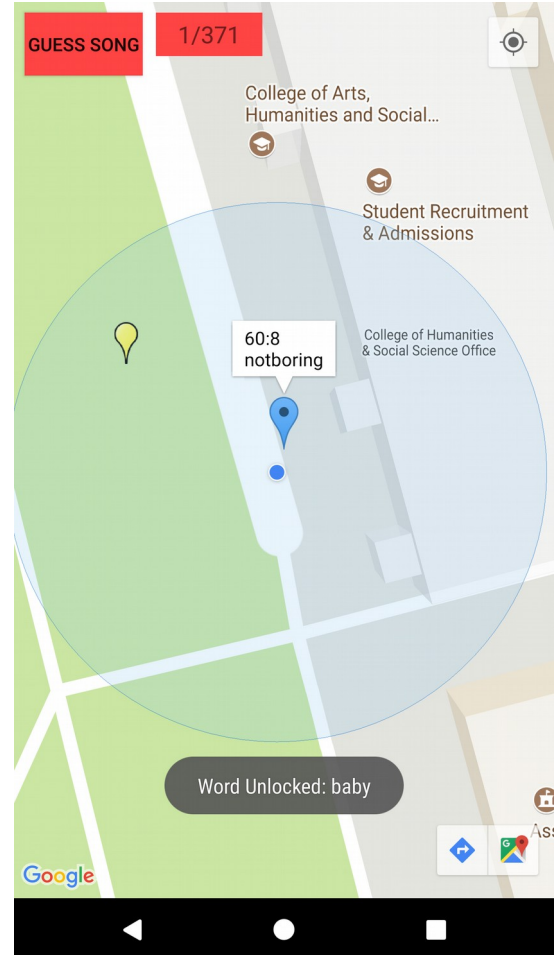 GUESS SONG
1/371
College of Arts,
Humanities and Social...
Student Recruitment
& Admissions
60:8
notboring
College of Humanities
& Social Science Office
Word Unlocked: baby
Ass
Google